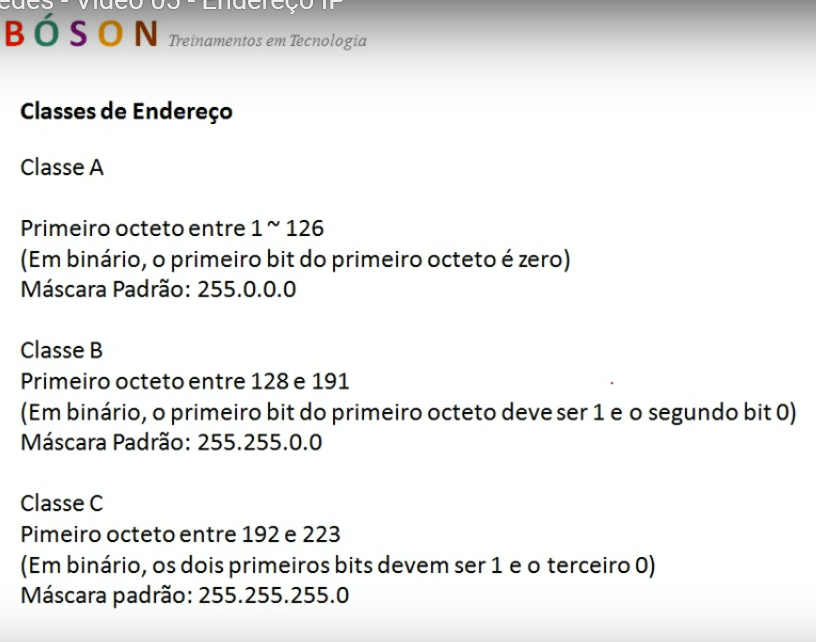 edes - Vídeo 05 - Endereço IP
BÓSON Treinamentos em Tecnologia
Classes de Endereço
Classe A
Primeiro octeto entre 1 ~ 126
(Em binário, o primeiro bit do primeiro octeto é zero)
Máscara Padrão: 255.0.0.0
Classe B
Primeiro octeto entre 128 e 191
(Em binário, o primeiro bit do primeiro octeto deve ser 1 e o segundo bit 0)
Máscara Padrão: 255.255.0.0
Classe C
Pimeiro octeto entre 192 e 223
(Em binário, os dois primeiros bits devem ser 1 e o terceiro 0)
Máscara padrão: 255.255.255.0